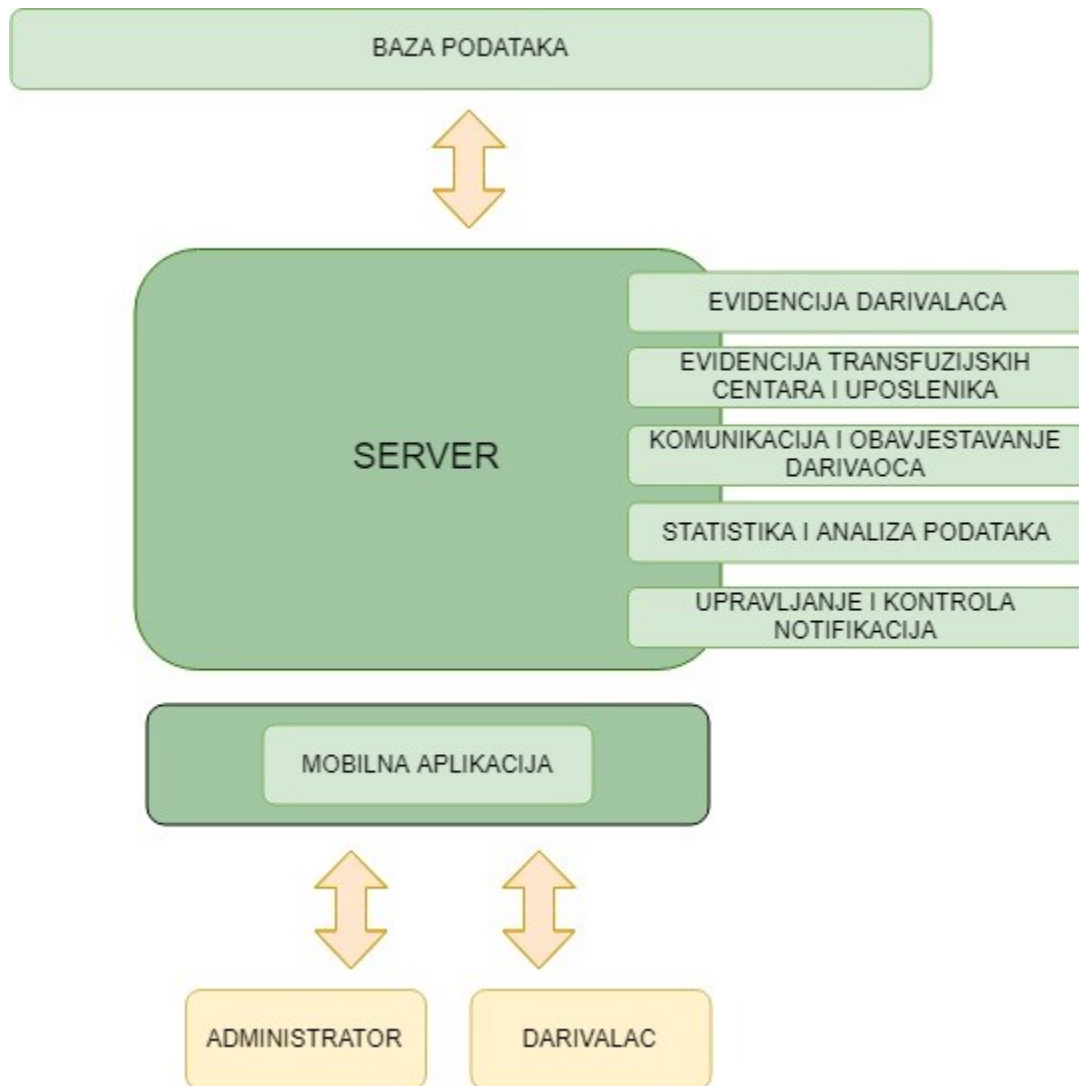 BAZA PODATAKA
SERVER
EVIDENCIJA DARIVALACA
EVIDENCIJA TRANSFUZIJSKIH
CENTARA I UPOSLENIKA
KOMUNIKACIJA I OBAVJESTAVANJE
DARIVAOCA
STATISTIKA I ANALIZA PODATAKA
UPRAVLJANJE I KONTROLA
NOTIFIKACIJA
MOBILNA APLIKACIJA
ADMINISTRATOR
DARIVALAC